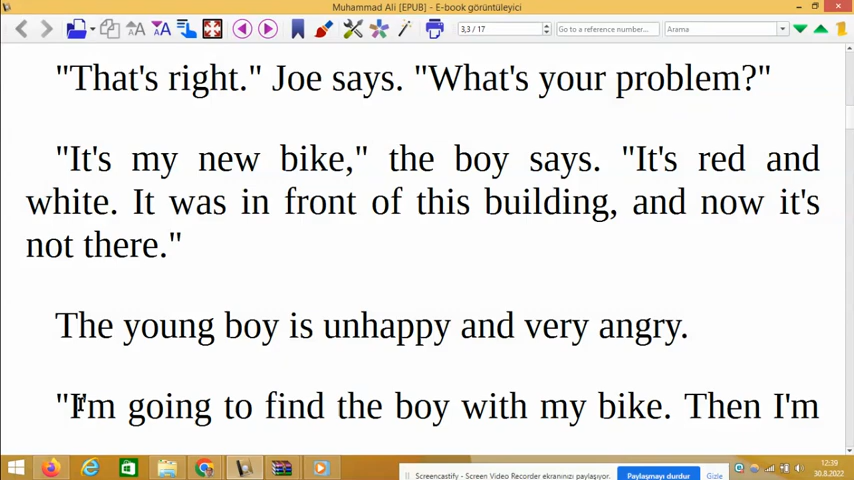 Muhammad Ali [EPUB] - E-book görüntüleyici
3,3 / 17
Go to a reference number...
Arama
"That's right." Joe says. "What's your problem?"
"It's my new bike," the boy says. "It's red and
white. It was in front of this building, and now it's
not there."
The young boy is unhappy and very angry.
"I'm going to find the boy with my bike. Then I'm
Screencastify - Screen Video Recorder ekranınızı paylaşıyor.
Paylaşmayı durdur
Gizle
12:39
30.8.2022